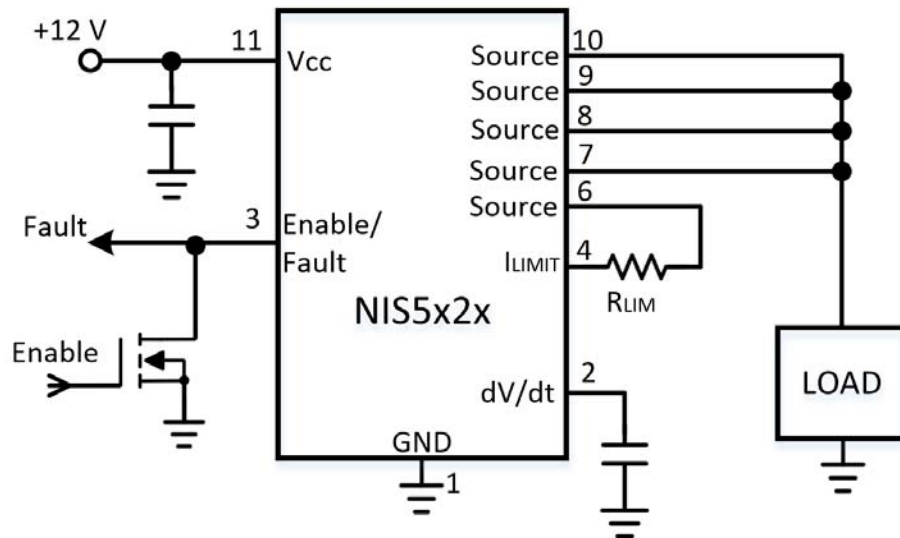 +12 V
11
Vcc
Source
10
Source
9
Source
8
Source
7
Source
6
Fault
3
Enable/
Fault
ILIMIT
4
RLIM
NIS5x2x
Enable
dV/dt
2
LOAD
GND
1